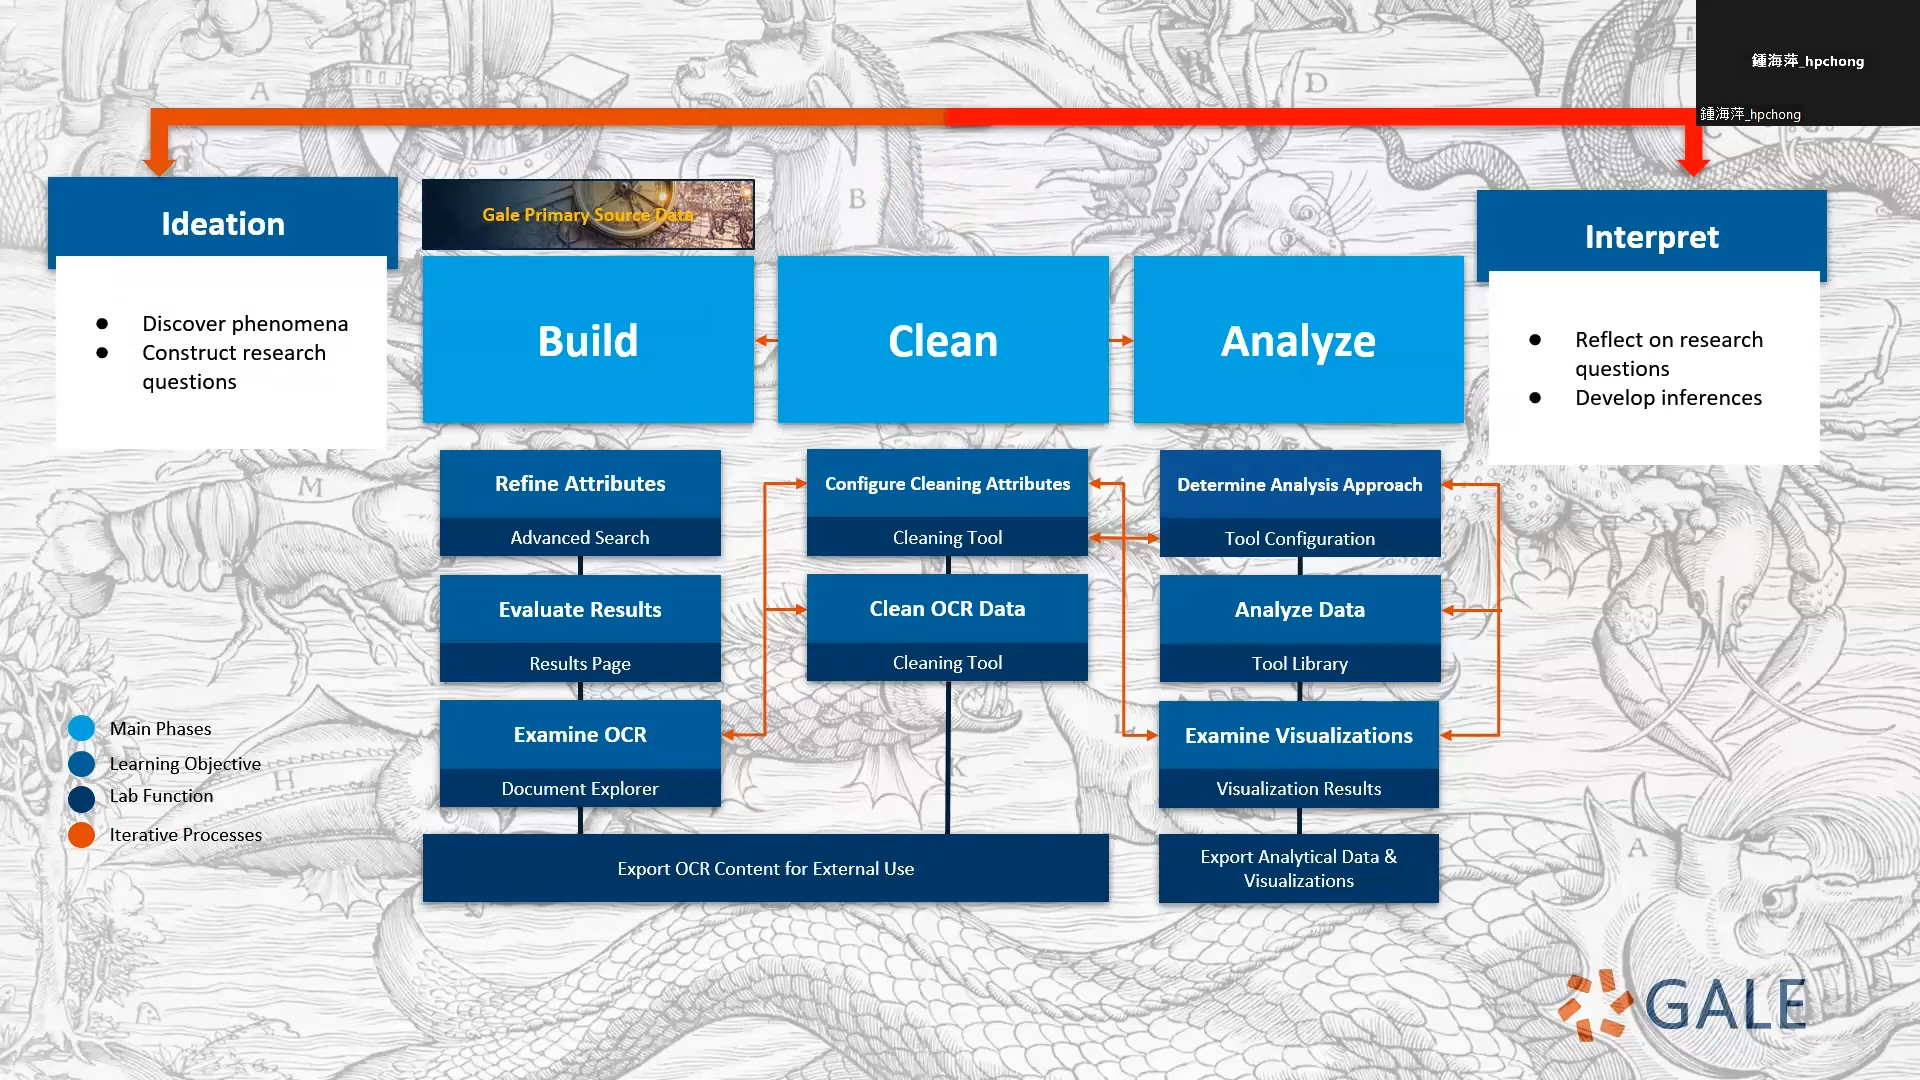 鍾海萍_hpchong
鍾海萍_hpchong
Ideation
Discover phenomena
Construct research
questions
Gale Primary Source Data
Build
Clean
Analyze
Interpret
Reflect on research
questions
Develop inferences
Refine Attributes
Advanced Search
Evaluate Results
Results Page
Examine OCR
Document Explorer
Configure Cleaning Attributes
Cleaning Tool
Clean OCR Data
Cleaning Tool
Export OCR Content for External Use
Determine Analysis Approach
Tool Configuration
Analyze Data
Tool Library
Examine Visualizations
Visualization Results
Export Analytical Data &
Visualizations
Main Phases
Learning Objective
Lab Function
Iterative Processes
A
B
D
M
H
K
A
GALE